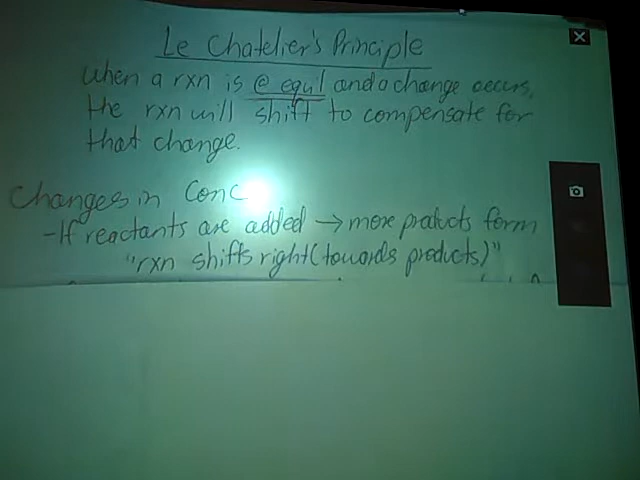 Le Chatelier's Principle
When a rxn is @ equil and a change occurs,
the rxn will shift to compensate for
that change.
Changes in Conc
-If reactants are added → more products form
"rxn shifts right (towards products)"